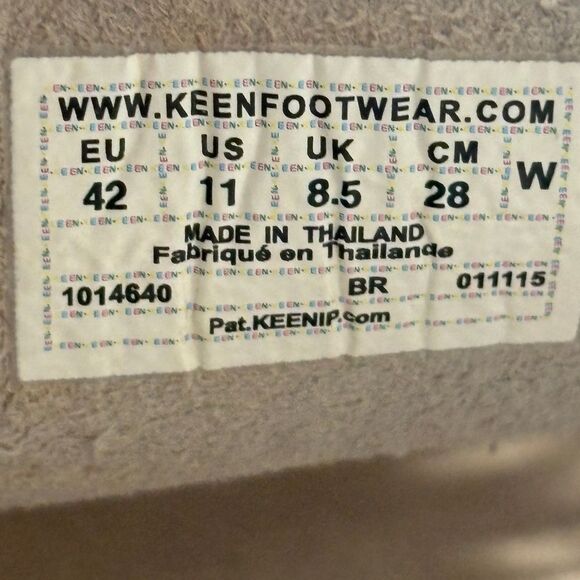 WWW.KEENFOOTWEAR.COM
EU US UK CM W
42 11 8.5 28
MADE IN THAILAND
Fabriqué en Thaïlande
1014640 BR 011115
Pat.KEENIP.com